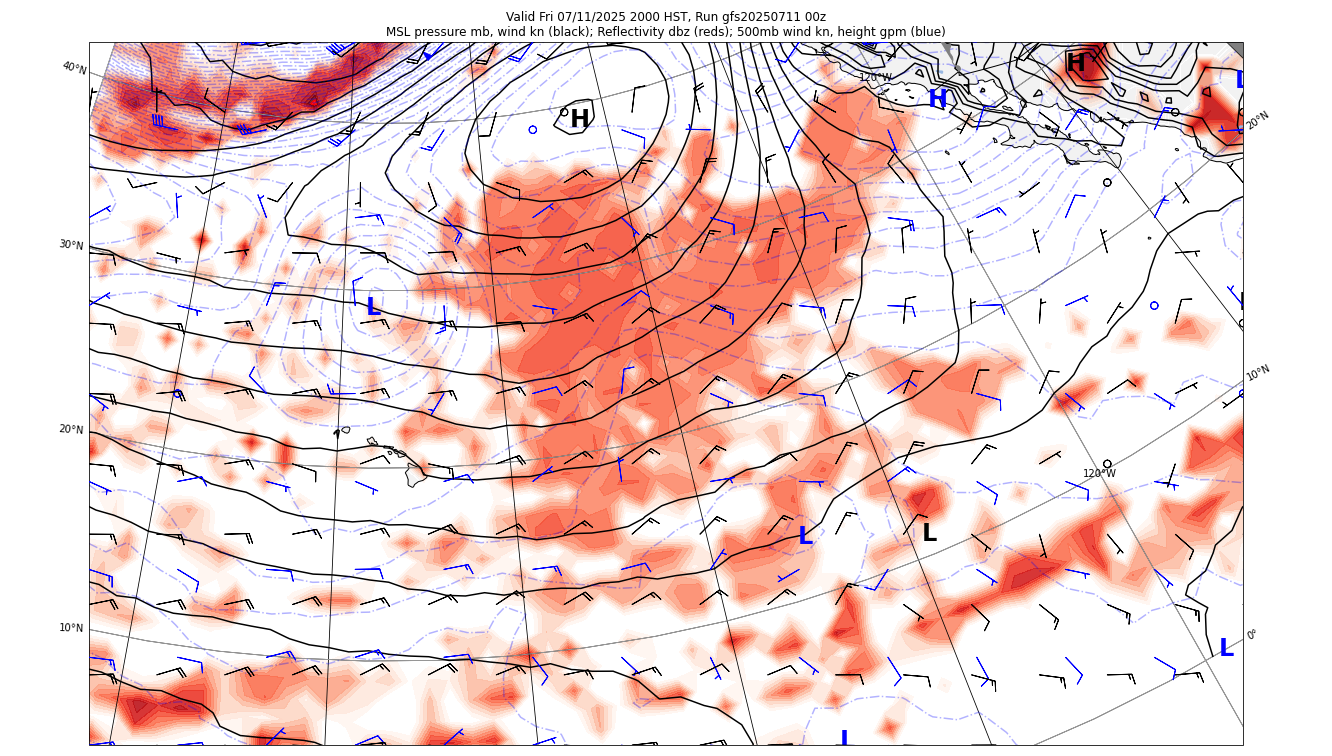 Valid Fri 07/11/2025 2000 HST, Run gfs20250711 00z
MSL pressure mb, wind kn (black); Reflectivity dbz (reds); 500mb wind kn, height gpm (blue)
40°N
120°W
H
H
H
20°N
30°N
L
L
10°N
20°N
120°W
L
L
10°N
0°
L
L